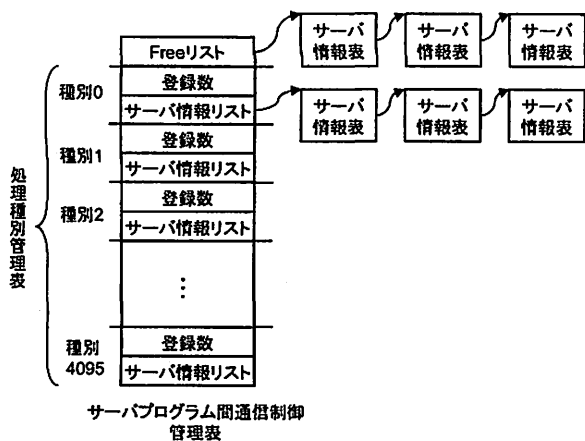 Freeリスト
サーバ
情報表
サーバ
情報表
サーバ
情報表
種別0
登録数
サーバ情報リスト
サーバ
情報表
サーバ
情報表
サーバ
情報表
種別1
登録数
サーバ情報リスト
種別2
登録数
サーバ情報リスト
処理種別管理表
⋮
種別
4095
登録数
サーバ情報リスト
サーバプログラム間通信制御
管理表